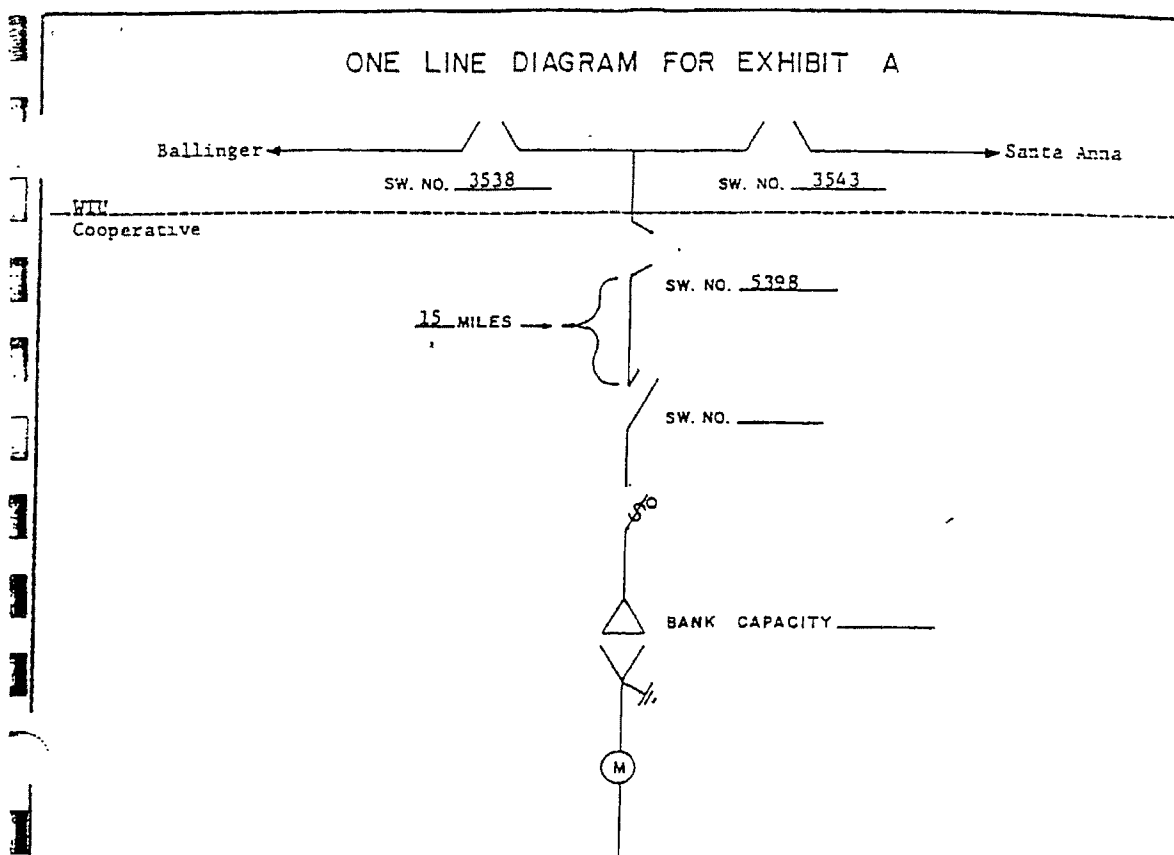 ONE LINE DIAGRAM FOR EXHIBIT A
Ballinger Santa Anna
SW. NO. 3538 SW. NO. 3543
WTU
Cooperative
SW. NO. 5398
15 MILES
SW. NO.
BANK CAPACITY
M